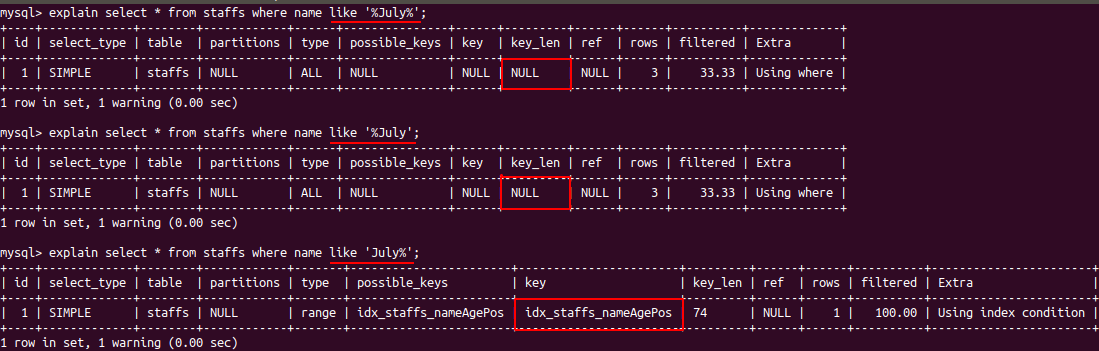 mysql> explain select * from staffs where name like '%July%';
+----+-------------+--------+------------+------+---------------+------+---------+------+------+----------+-------------+
| id | select_type | table  | partitions | type | possible_keys | key  | key_len | ref  | rows | filtered | Extra       |
+----+-------------+--------+------------+------+---------------+------+---------+------+------+----------+-------------+
|  1 | SIMPLE      | staffs | NULL       | ALL  | NULL          | NULL | NULL    | NULL |    3 |    33.33 | Using where |
+----+-------------+--------+------------+------+---------------+------+---------+------+------+----------+-------------+
1 row in set, 1 warning (0.00 sec)
mysql> explain select * from staffs where name like '%July';
+----+-------------+--------+------------+------+---------------+------+---------+------+------+----------+-------------+
| id | select_type | table  | partitions | type | possible_keys | key  | key_len | ref  | rows | filtered | Extra       |
+----+-------------+--------+------------+------+---------------+------+---------+------+------+----------+-------------+
|  1 | SIMPLE      | staffs | NULL       | ALL  | NULL          | NULL | NULL    | NULL |    3 |    33.33 | Using where |
+----+-------------+--------+------------+------+---------------+------+---------+------+------+----------+-------------+
1 row in set, 1 warning (0.00 sec)
mysql> explain select * from staffs where name like 'July%';
+----+-------------+--------+------------+-------+-----------------------+-----------------------+---------+------+------+----------+-----------------------+
| id | select_type | table  | partitions | type  | possible_keys         | key                   | key_len | ref  | rows | filtered | Extra                 |
+----+-------------+--------+------------+-------+-----------------------+-----------------------+---------+------+------+----------+-----------------------+
|  1 | SIMPLE      | staffs | NULL       | range | idx_staffs_nameAgePos | idx_staffs_nameAgePos | 74      | NULL |    1 |   100.00 | Using index condition |
+----+-------------+--------+------------+-------+-----------------------+-----------------------+---------+------+------+----------+-----------------------+
1 row in set, 1 warning (0.00 sec)